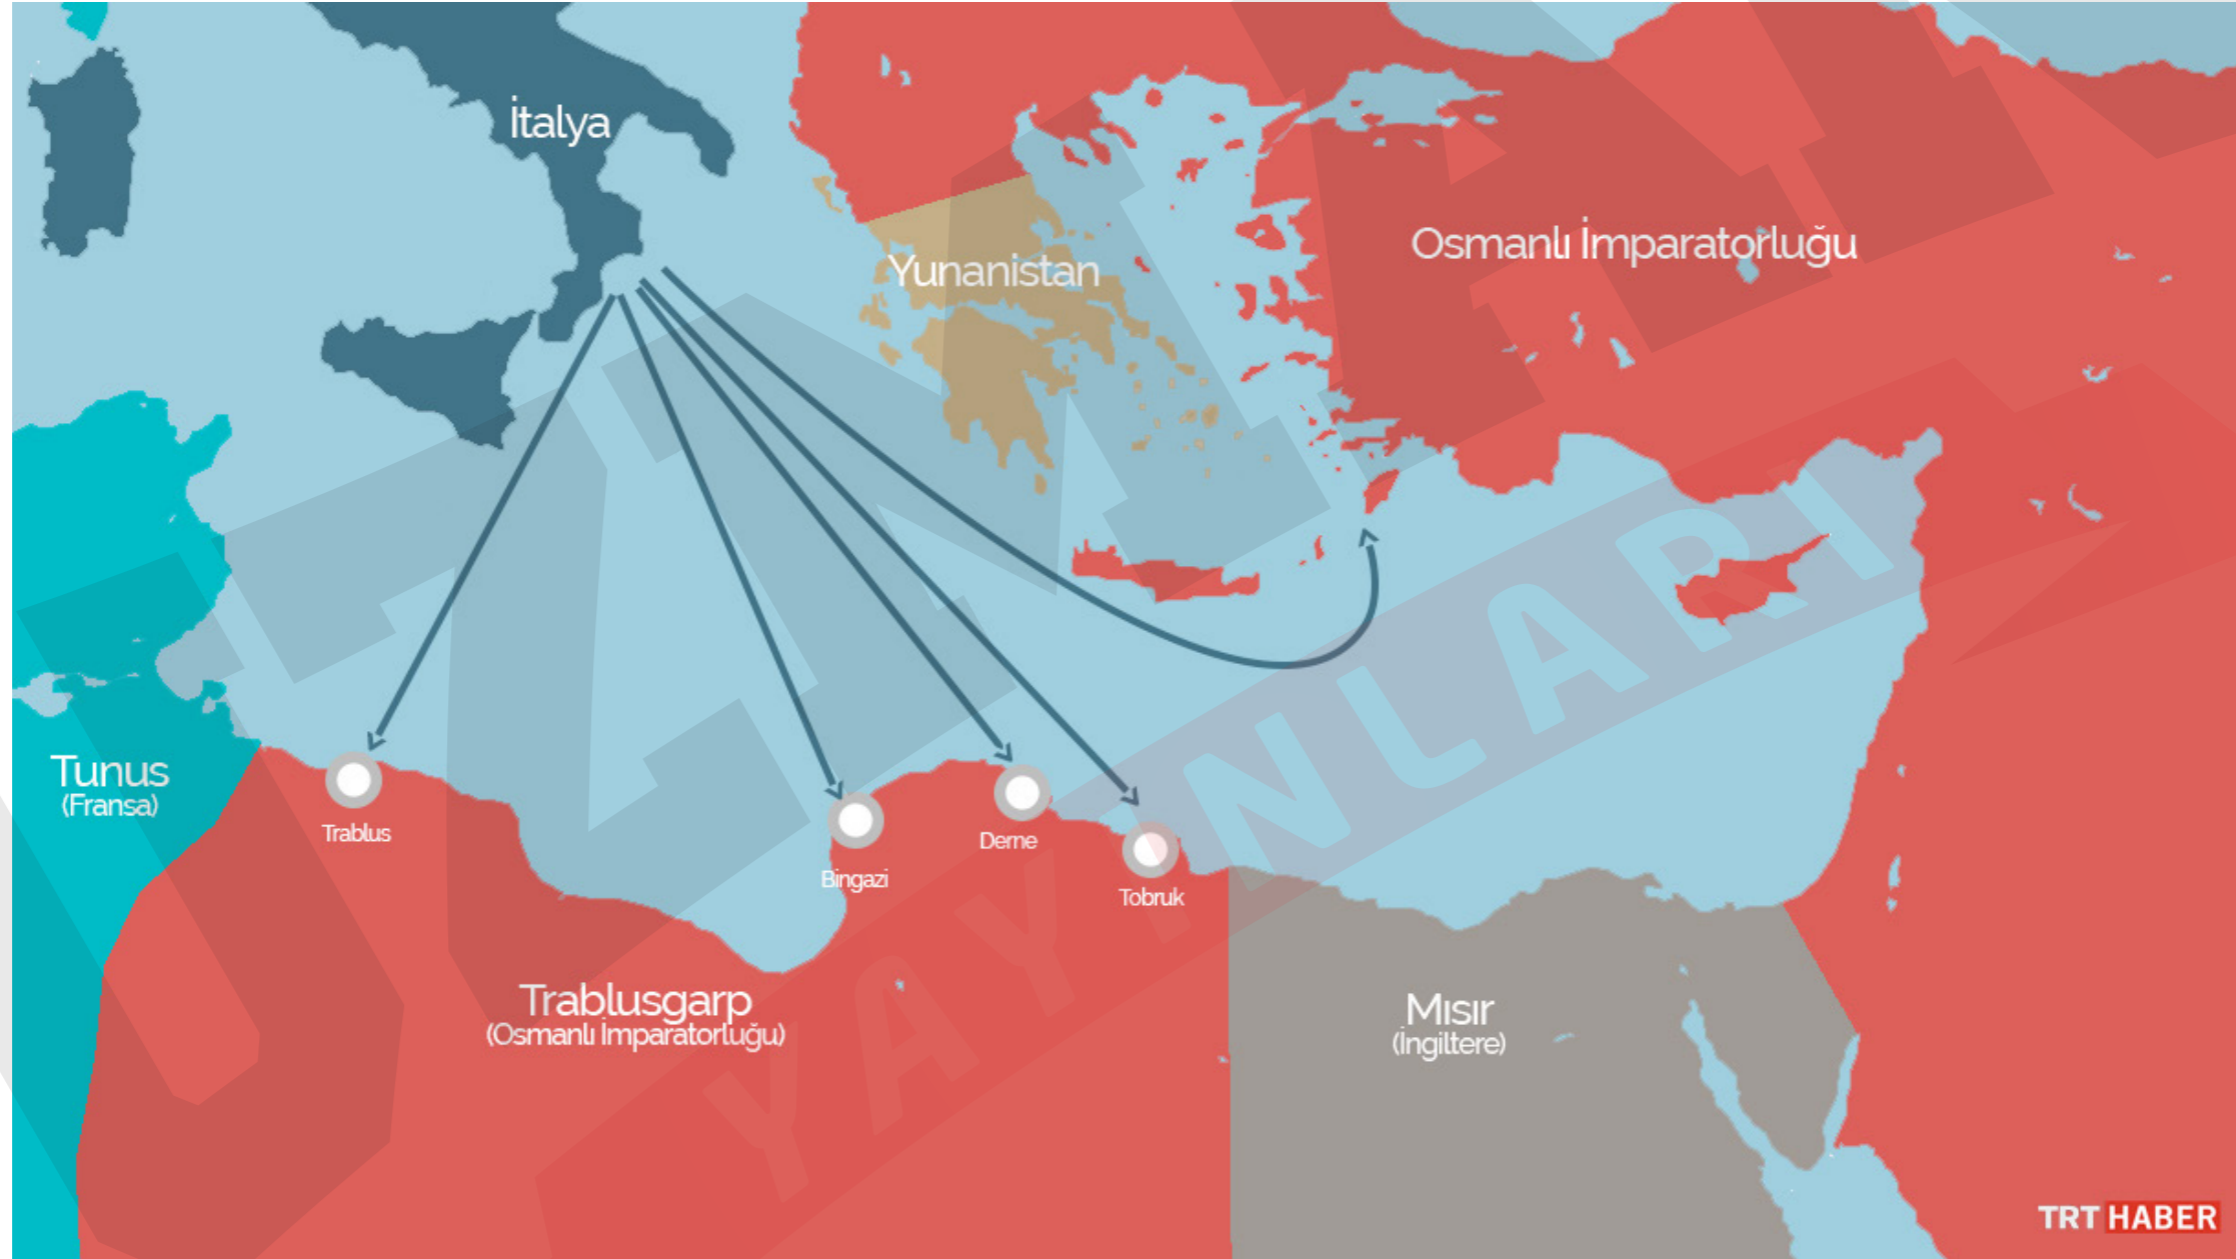 İtalya
Yunanistan
Osmanlı İmparatorluğu
Tunus
(Fransa)
Trablus
Bingazi
Derne
Tobruk
Trablusgarp
(Osmanlı İmparatorluğu)
Mısır
(İngiltere)
YAYINLARI
TRT HABER